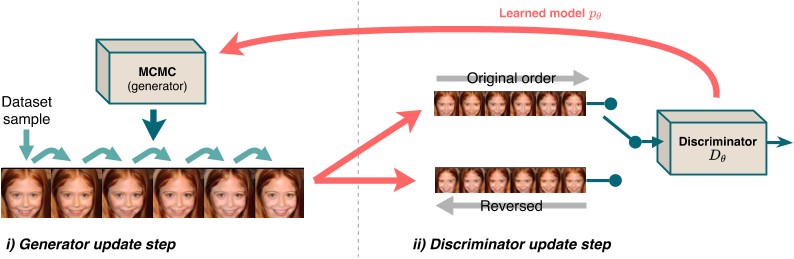 Learned model pθ
MCMC
(generator)
Original order
Dataset
sample
Discriminator
Dθ
Reversed
i) Generator update step
ii) Discriminator update step